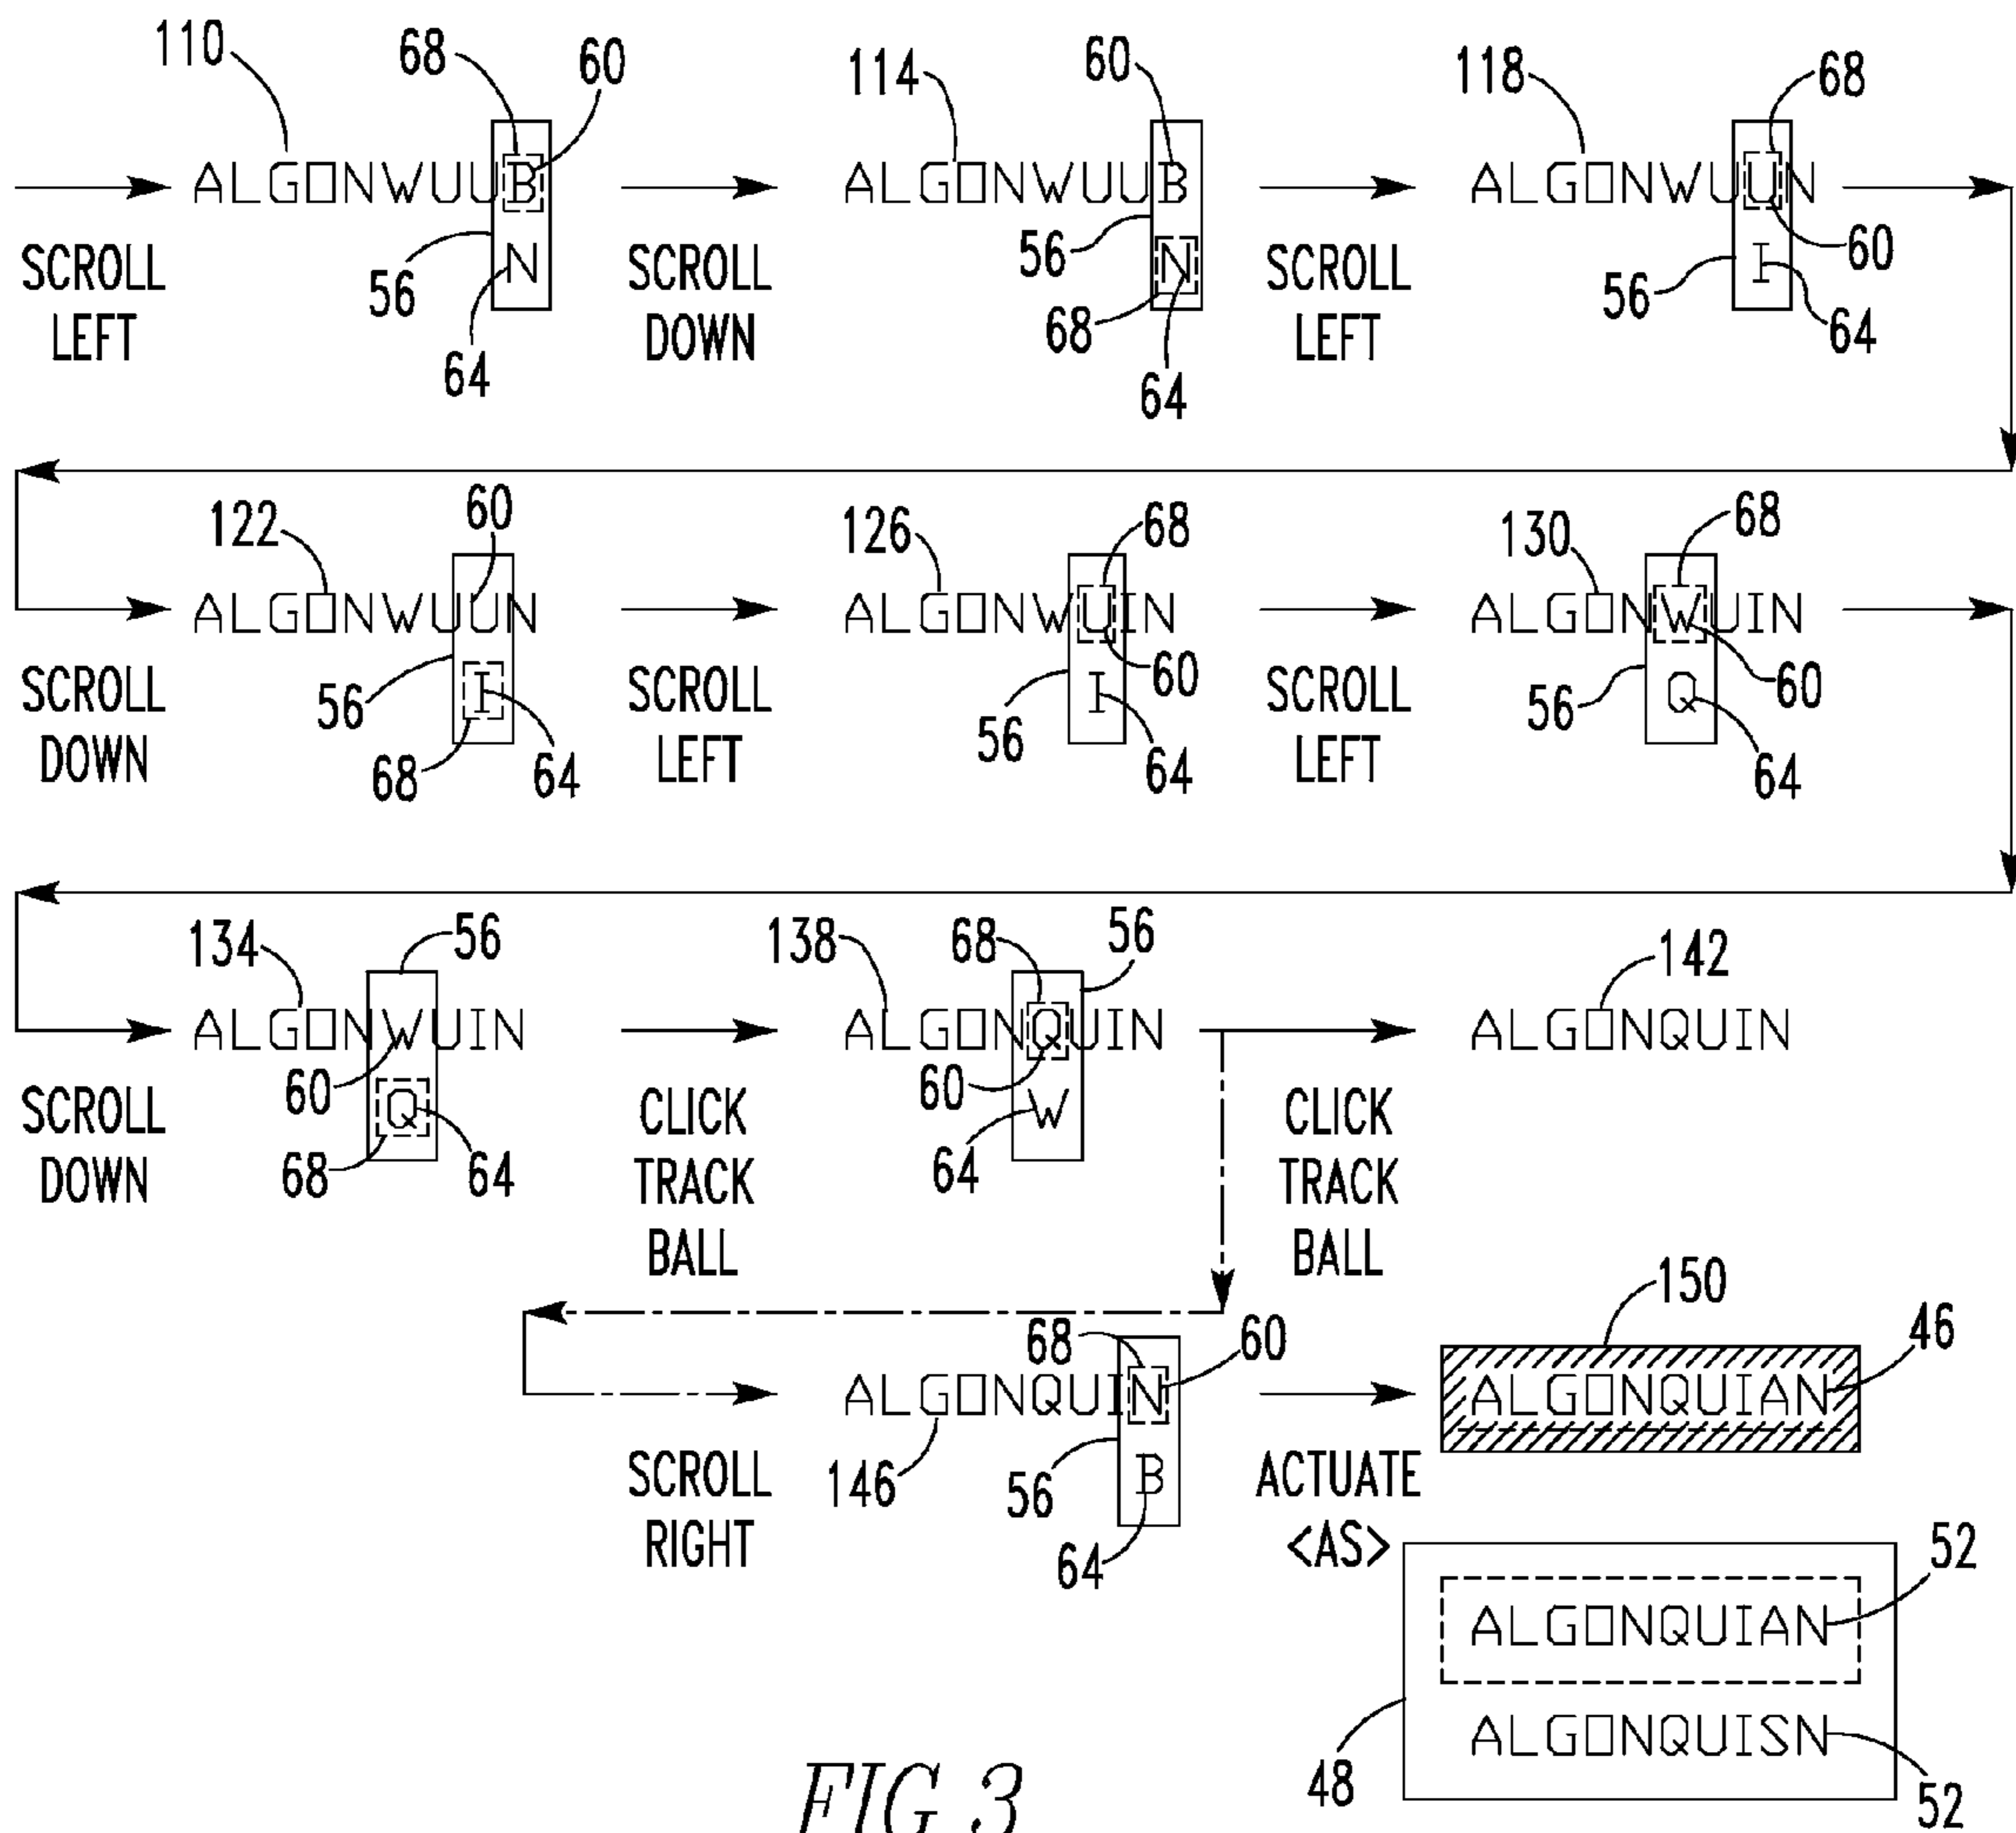 110 68 60 114 60 118 68
ALGONWUUB ALGONWUUB ALGONWUUN
SCROLL LEFT 56 N 64 SCROLL DOWN 56 N 68 64 SCROLL LEFT 56 I 60 64
122 60 126 68 130 68
ALGONWUUN ALGONWUIN ALGONWUIN
SCROLL DOWN 56 I 68 64 SCROLL LEFT 56 I 60 64 SCROLL LEFT 56 Q 60 64
134 56 138 68 56 142
ALGONWUIN ALGONQUIN ALGONQUIN
SCROLL DOWN 60 Q 68 64 CLICK TRACK BALL 60 W 64 CLICK TRACK BALL
68 60 150 46
ALGONQUIN ALGONQUIAN
SCROLL RIGHT 146 56 B 64 ACTUATE <AS>
ALGONQUIAN 52
ALGONQUISN 52
48
FIG 3